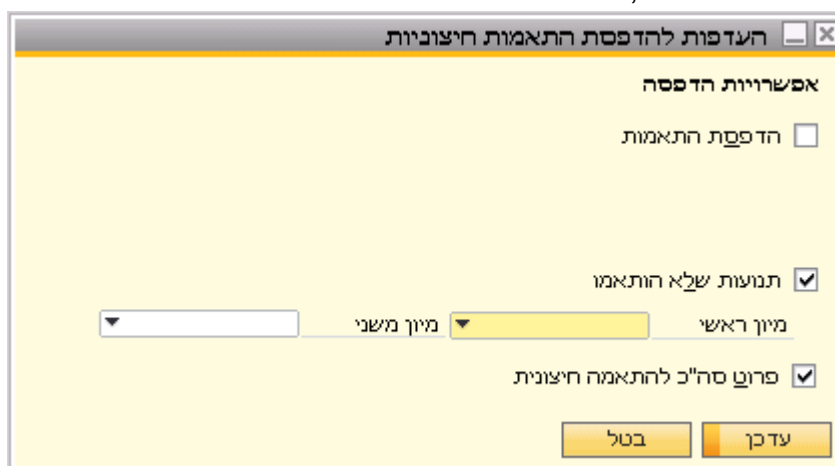 העדפות להדפסת התאמות חיצוניות
אפשרויות הדפסה
הדפסת התאמות
תנועות שלא הותאמו
מיון ראשי מיון משני
פרוט סה"כ להתאמה חיצונית
עדכן בטל